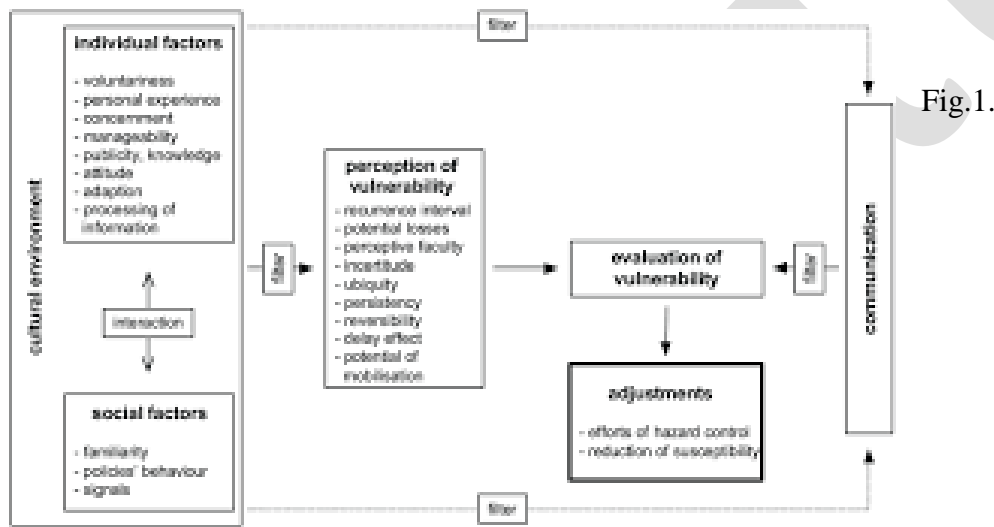 filter
individual factors
- voluntariness
- personal experience
- concernment
- manageability
- publicity, knowledge
- attitude
- adaption
- processing of
information
cultural environment
interaction
social factors
- familiarity
- policies' behaviour
- signals
filter
perception of
vulnerability
- recurrence interval
- potential losses
- perceptive faculty
- incertitude
- ubiquity
- persistency
- reversibility
- delay effect
- potential of
mobilisation
evaluation of
vulnerability
filter
adjustments
- efforts of hazard control
- reduction of susceptibility
communication
filter
Fig.1.